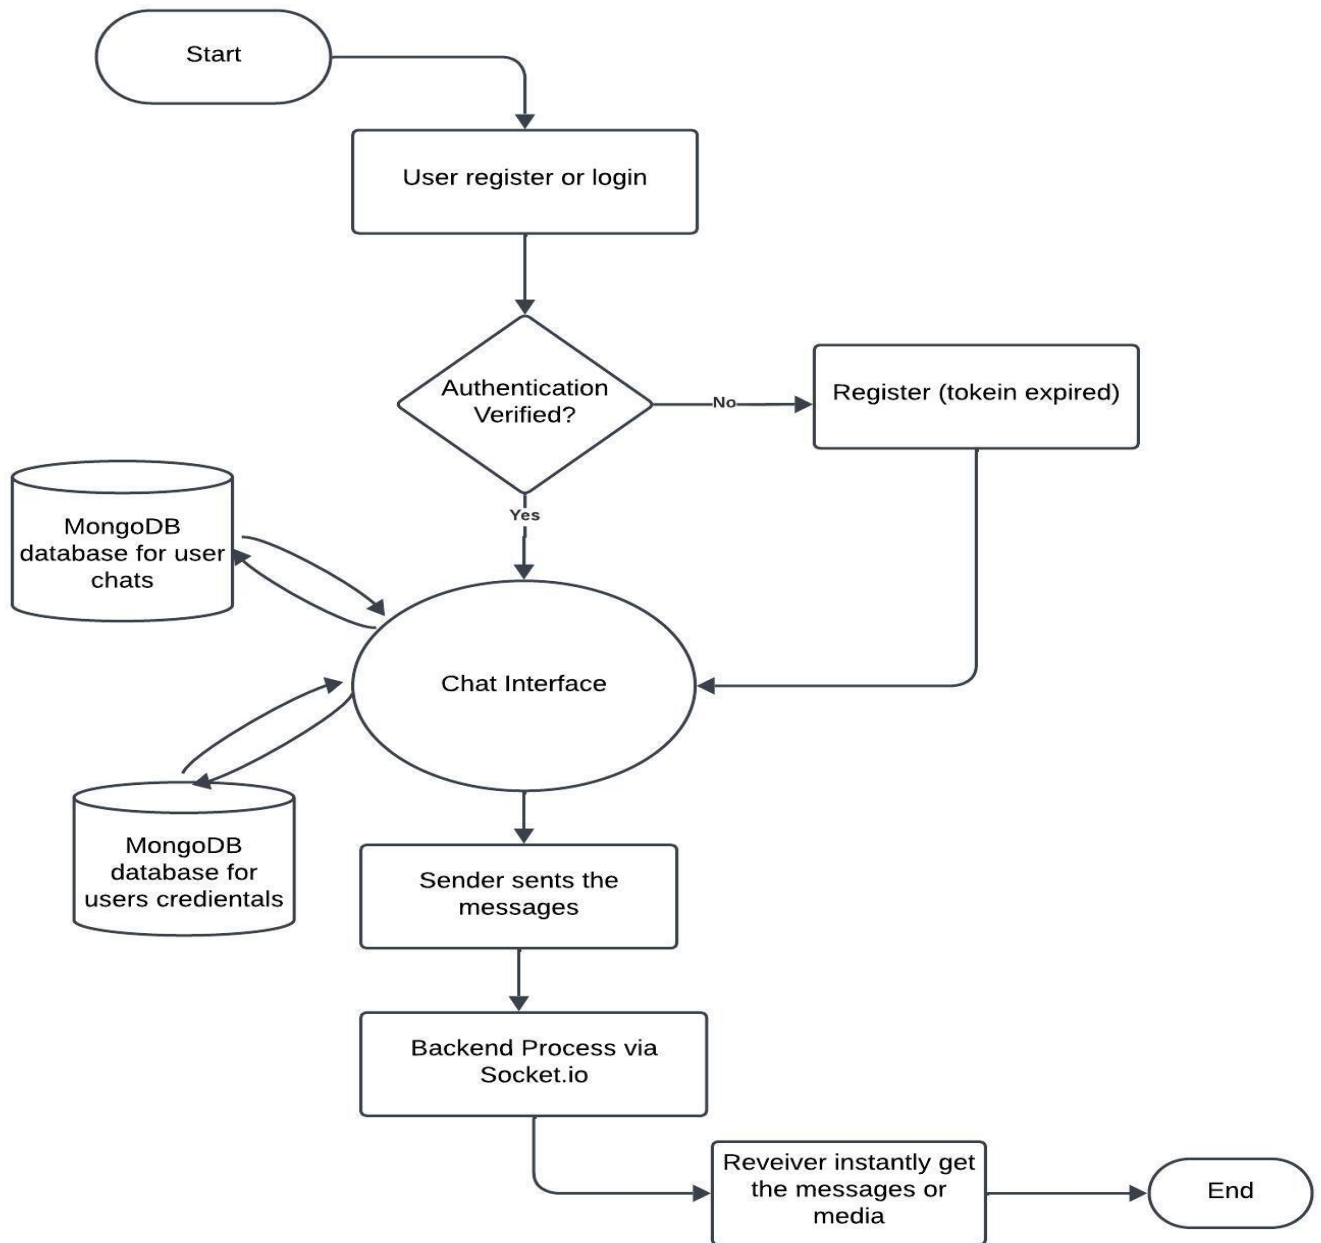 Start
User register or login
Authentication
Verified?
No
Register (tokein expired)
Yes
MongoDB
database for user
chats
Chat Interface
MongoDB
database for
users credientals
Sender sents the
messages
Backend Process via
Socket.io
Reveiver instantly get
the messages or
media
End